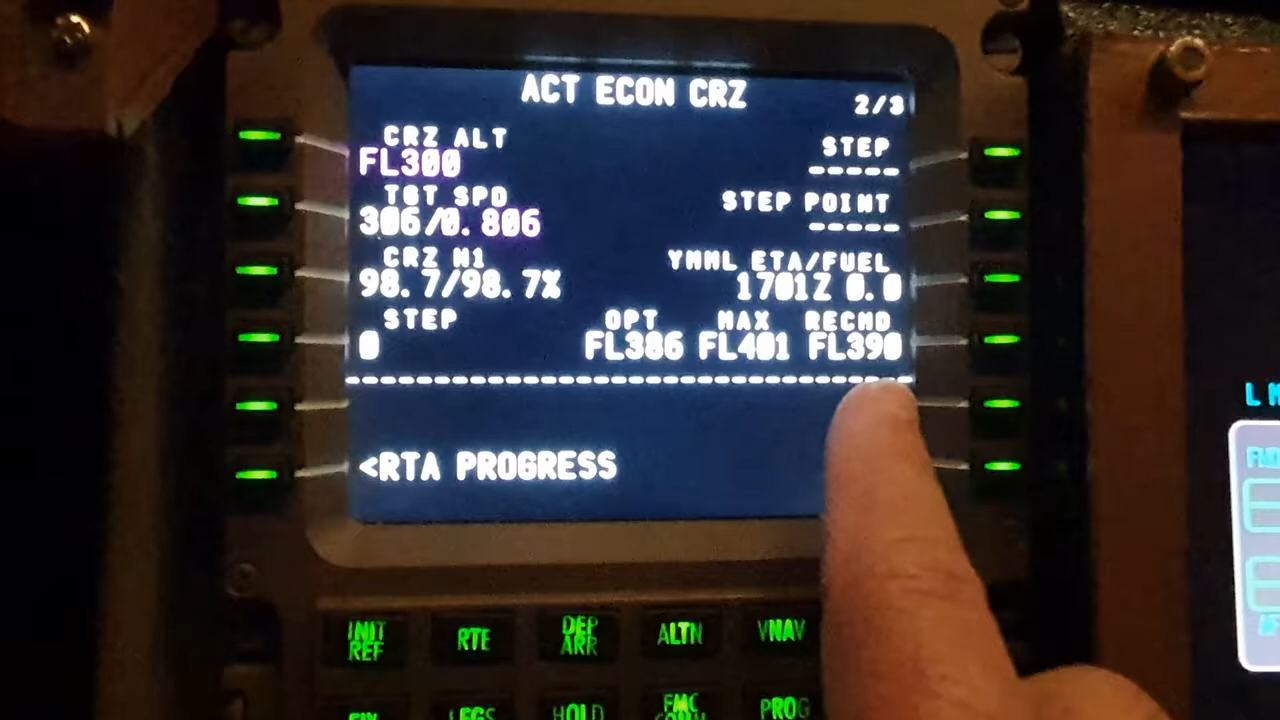 ACT ECON CRZ 2/3
CRZ ALT STEP
FL300 -----
TGT SPD STEP POINT
306/0.806 -----
CRZ N1 YMML ETA/FUEL
98.7/98.7% 1701Z 0.0
STEP OPT MAX RECMD
0 FL386 FL401 FL390
<RTA PROGRESS
INIT REF RTE DEP ARR ALTN VNAV
LEGS HOLD FMC COMM PROG